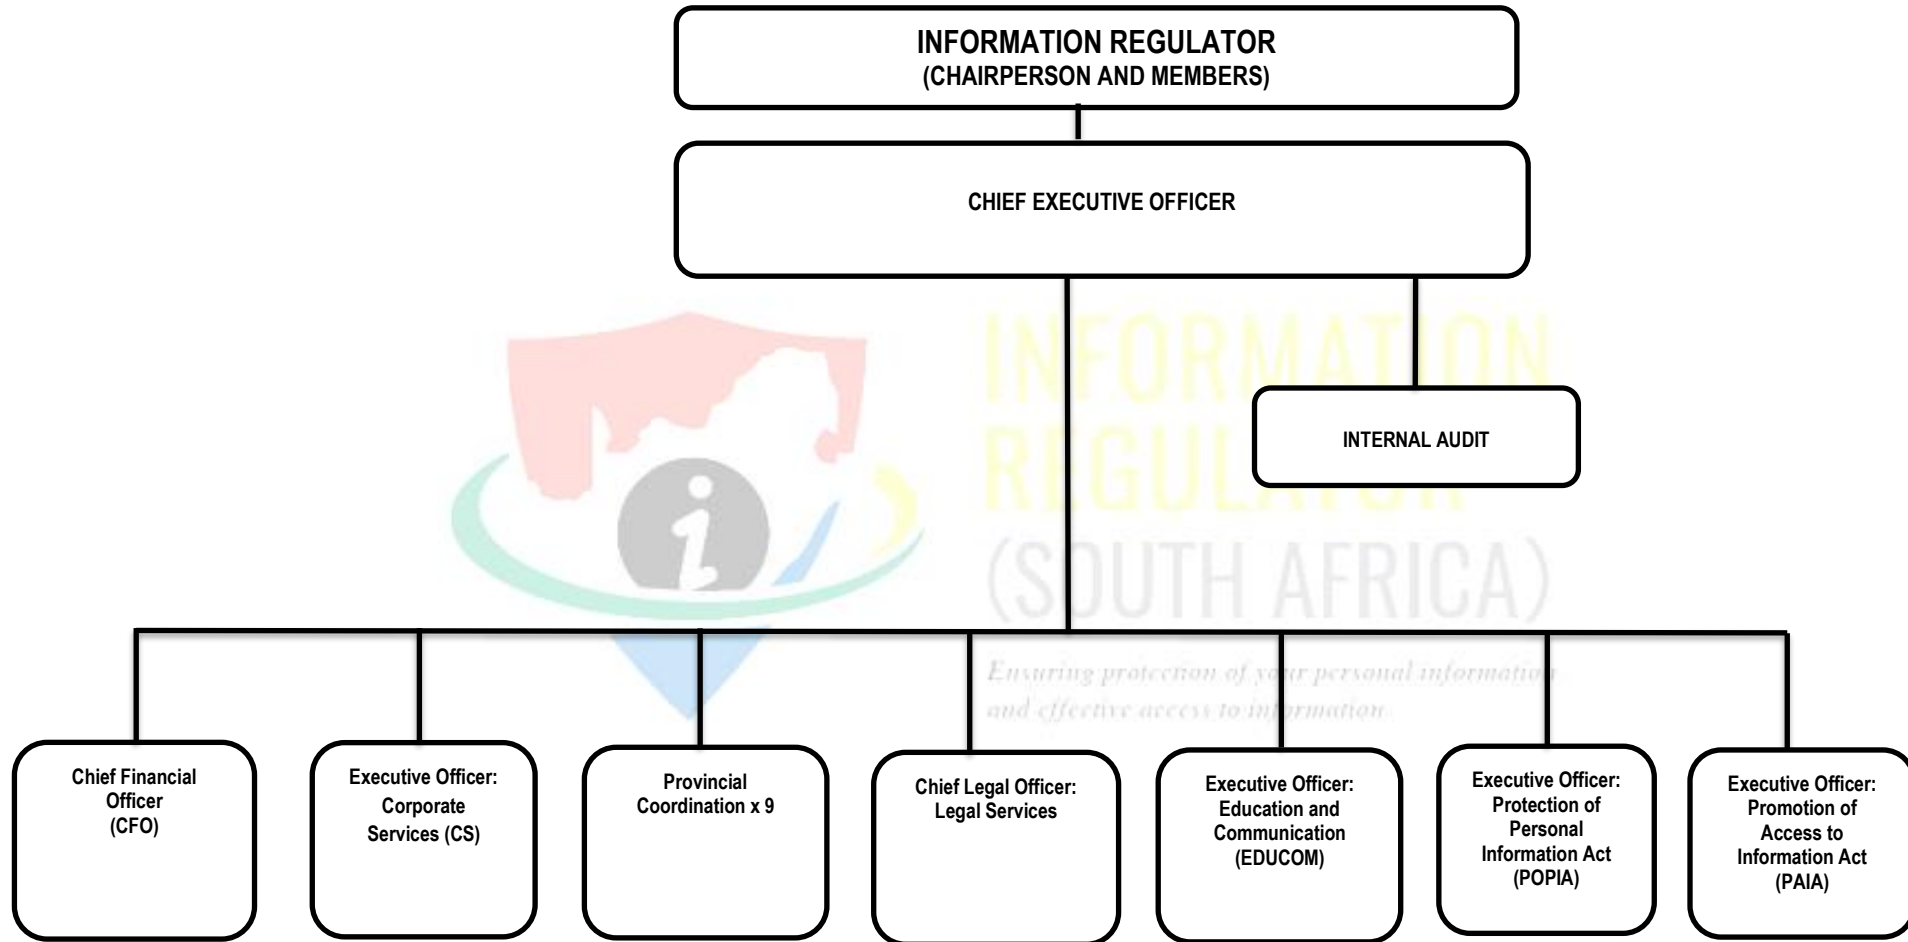 INFORMATION REGULATOR
(CHAIRPERSON AND MEMBERS)
CHIEF EXECUTIVE OFFICER
INFORMATION
REGULATOR
(SOUTH AFRICA)
Ensuring protection of your personal information
and effective access to information
INTERNAL AUDIT
Chief Financial
Officer
(CFO)
Executive Officer:
Corporate
Services (CS)
Provincial
Coordination x 9
Chief Legal Officer:
Legal Services
Executive Officer:
Education and
Communication
(EDUCOM)
Executive Officer:
Protection of
Personal
Information Act
(POPIA)
Executive Officer:
Promotion of
Access to
Information Act
(PAIA)